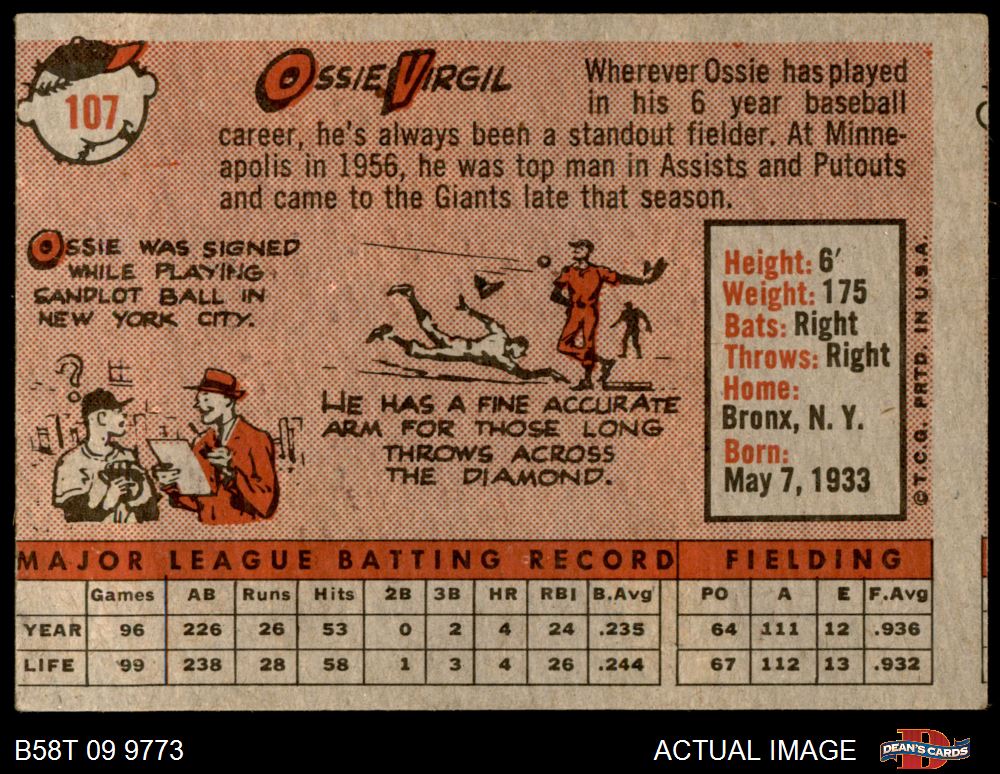 107
OSSIE VIRGIL
Wherever Ossie has played
in his 6 year baseball
career, he's always been a standout fielder. At Minne-
apolis in 1956, he was top man in Assists and Putouts
and came to the Giants late that season.
OSSIE WAS SIGNED
WHILE PLAYING
SANDLOT BALL IN
NEW YORK CITY.
?
HE HAS A FINE ACCURATE
ARM FOR THOSE LONG
THROWS ACROSS
THE DIAMOND.
Height: 6′
Weight: 175
Bats: Right
Throws: Right
Home:
Bronx, N. Y.
Born:
May 7, 1933
©T.C.G. PRTD. IN U.S.A.
MAJOR LEAGUE BATTING RECORD FIELDING
Games AB Runs Hits 2B 3B HR RBI B.Avg PO A E F.Avg
YEAR 96 226 26 53 0 2 4 24 .235 64 111 12 .936
LIFE 99 238 28 58 1 3 4 26 .244 67 112 13 .932
B58T 09 9773
ACTUAL IMAGE
DEAN'S CARDS